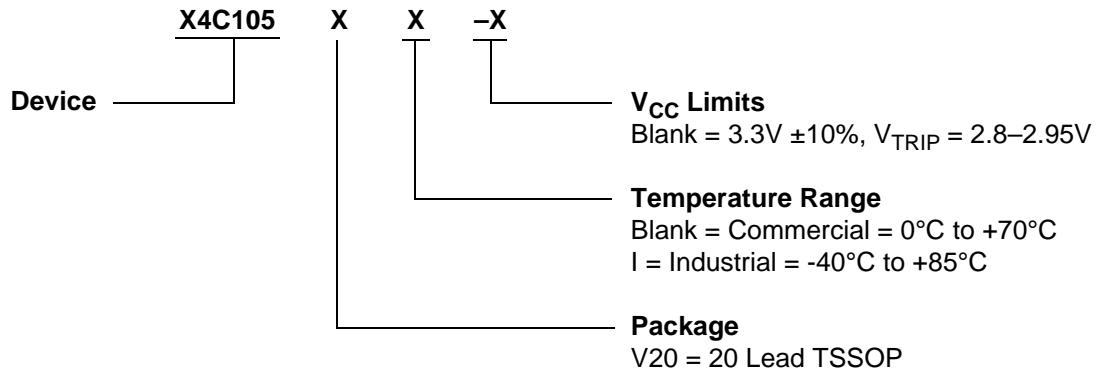 X4C105 X X –X
Device
VCC Limits
Blank = 3.3V ±10%, VTRIP = 2.8–2.95V
Temperature Range
Blank = Commercial = 0°C to +70°C
I = Industrial = -40°C to +85°C
Package
V20 = 20 Lead TSSOP